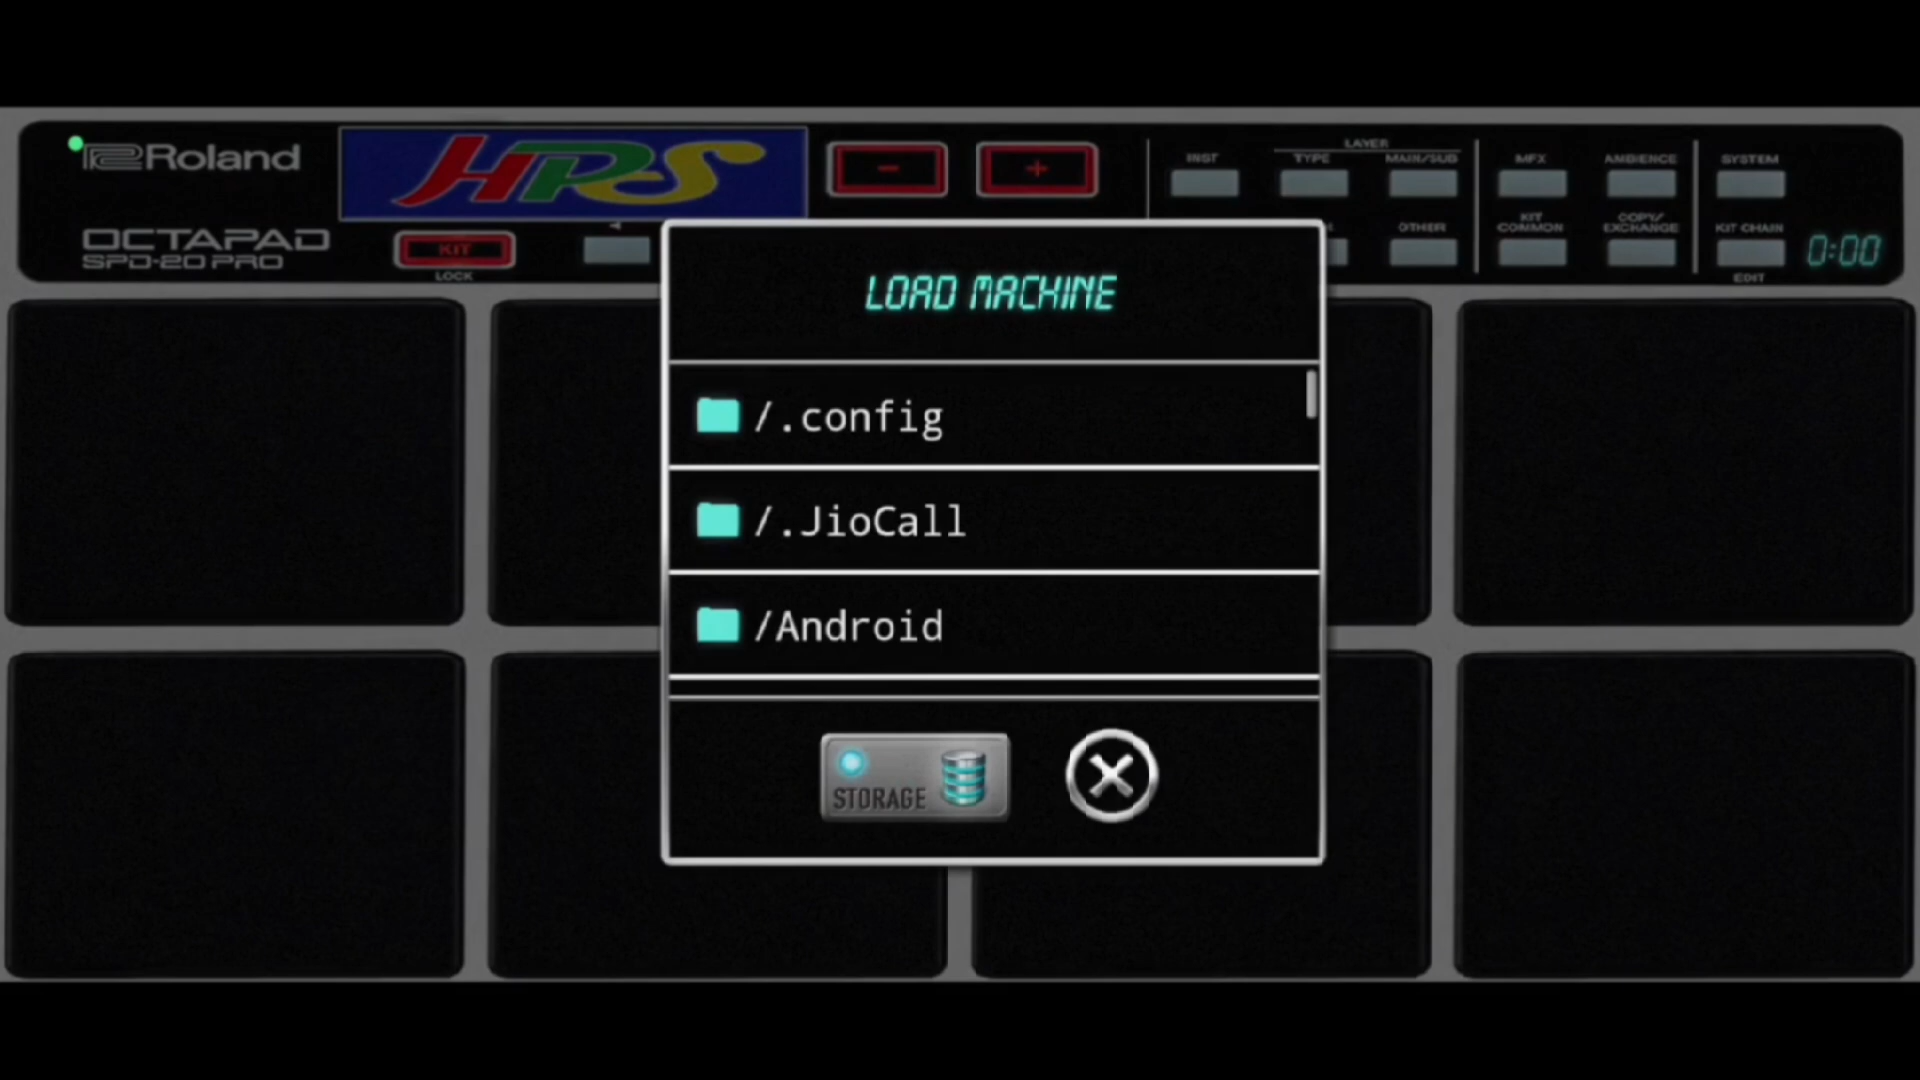 Roland
HRS
-
+
INST
LAYER
TYPE
MAIN/SUB
MFX
AMBIENCE
SYSTEM
OCTAPAD
SPD-20 PRO
KIT
LOCK
OTHER
KIT COMMON
COPY/
EXCHANGE
KIT CHAIN
EDIT
0:00
LOAD MACHINE
/.config
/.JioCall
/Android
STORAGE